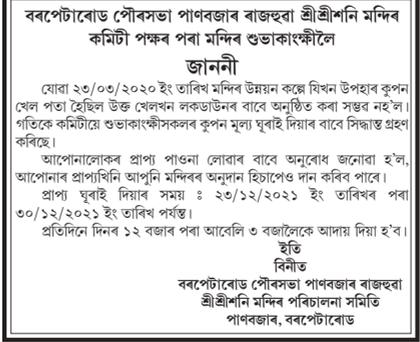 বৰপেটাৰোড পৌৰসভা পাণবজাৰ ৰাজহুৱা শ্ৰীশ্ৰীশনি মন্দিৰ
কমিটী পক্ষৰ পৰা মন্দিৰ শুভাকাংক্ষীলৈ
জাননী
যোৱা ২৩/০৩/২০২০ ইং তাৰিখ মন্দিৰ উন্নয়ন কল্পে যিখন উপহাৰ কুপন
খেল পতা হৈছিল উক্ত খেলখন লকডাউনৰ বাবে অনুষ্ঠিত কৰা সম্ভৱ নহ'ল।
গতিকে কমিটীয়ে শুভাকাংক্ষীসকলৰ কুপন মূল্য ঘূৰাই দিয়াৰ বাবে সিদ্ধান্ত গ্ৰহণ
কৰিছে।
আপোনালোকৰ প্ৰাপ্য পাওনা লোৱাৰ বাবে অনুৰোধ জনোৱা হ'ল,
আপোনাৰ প্ৰাপ্যখিনি আপুনি মন্দিৰৰ অনুদান হিচাপেও দান কৰিব পাৰে।
প্ৰাপ্য ঘূৰাই দিয়াৰ সময় : ২৩/১২/২০২১ ইং তাৰিখৰ পৰা
৩০/১২/২০২১ ইং তাৰিখ পৰ্যন্ত।
প্ৰতিদিনে দিনৰ ১২ বজাৰ পৰা আবেলি ৩ বজালৈকে আদায় দিয়া হ'ব।
ইতি
বিনীত
বৰপেটাৰোড পৌৰসভা পাণবজাৰ ৰাজহুৱা
শ্ৰীশ্ৰীশনি মন্দিৰ পৰিচালনা সমিতি
পাণবজাৰ, বৰপেটাৰোড